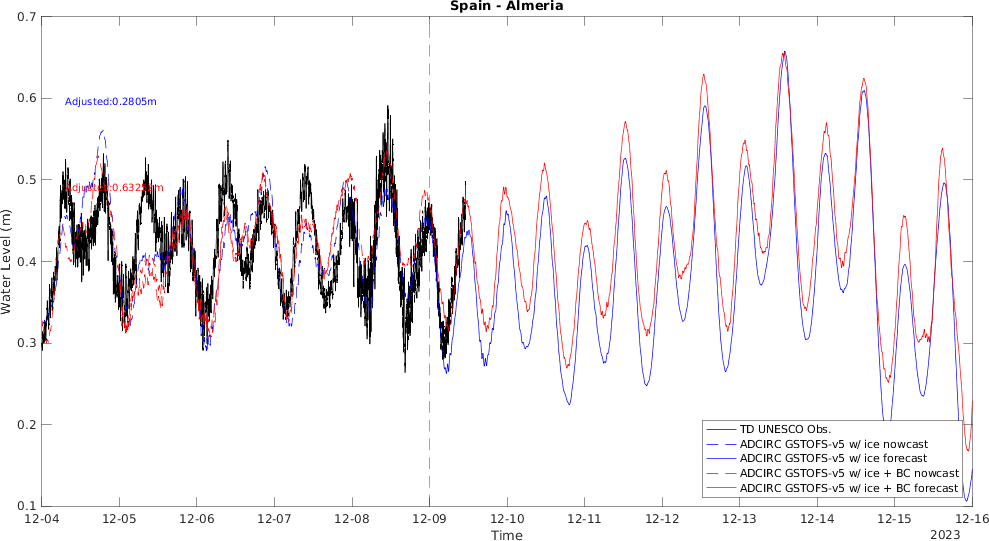 Spain - Almeria
0.7
0.6
0.5
0.4
0.3
0.2
0.1
Water Level (m)
Adjusted:0.2805m
12-04
12-05
12-06
12-07
12-08
12-09
12-10
12-11
12-12
12-13
12-14
12-15
12-16
Time
2023
TD UNESCO Obs.
ADCIRC GSTOFS-v5 w/ ice nowcast
ADCIRC GSTOFS-v5 w/ ice forecast
ADCIRC GSTOFS-v5 w/ ice + BC nowcast
ADCIRC GSTOFS-v5 w/ ice + BC forecast